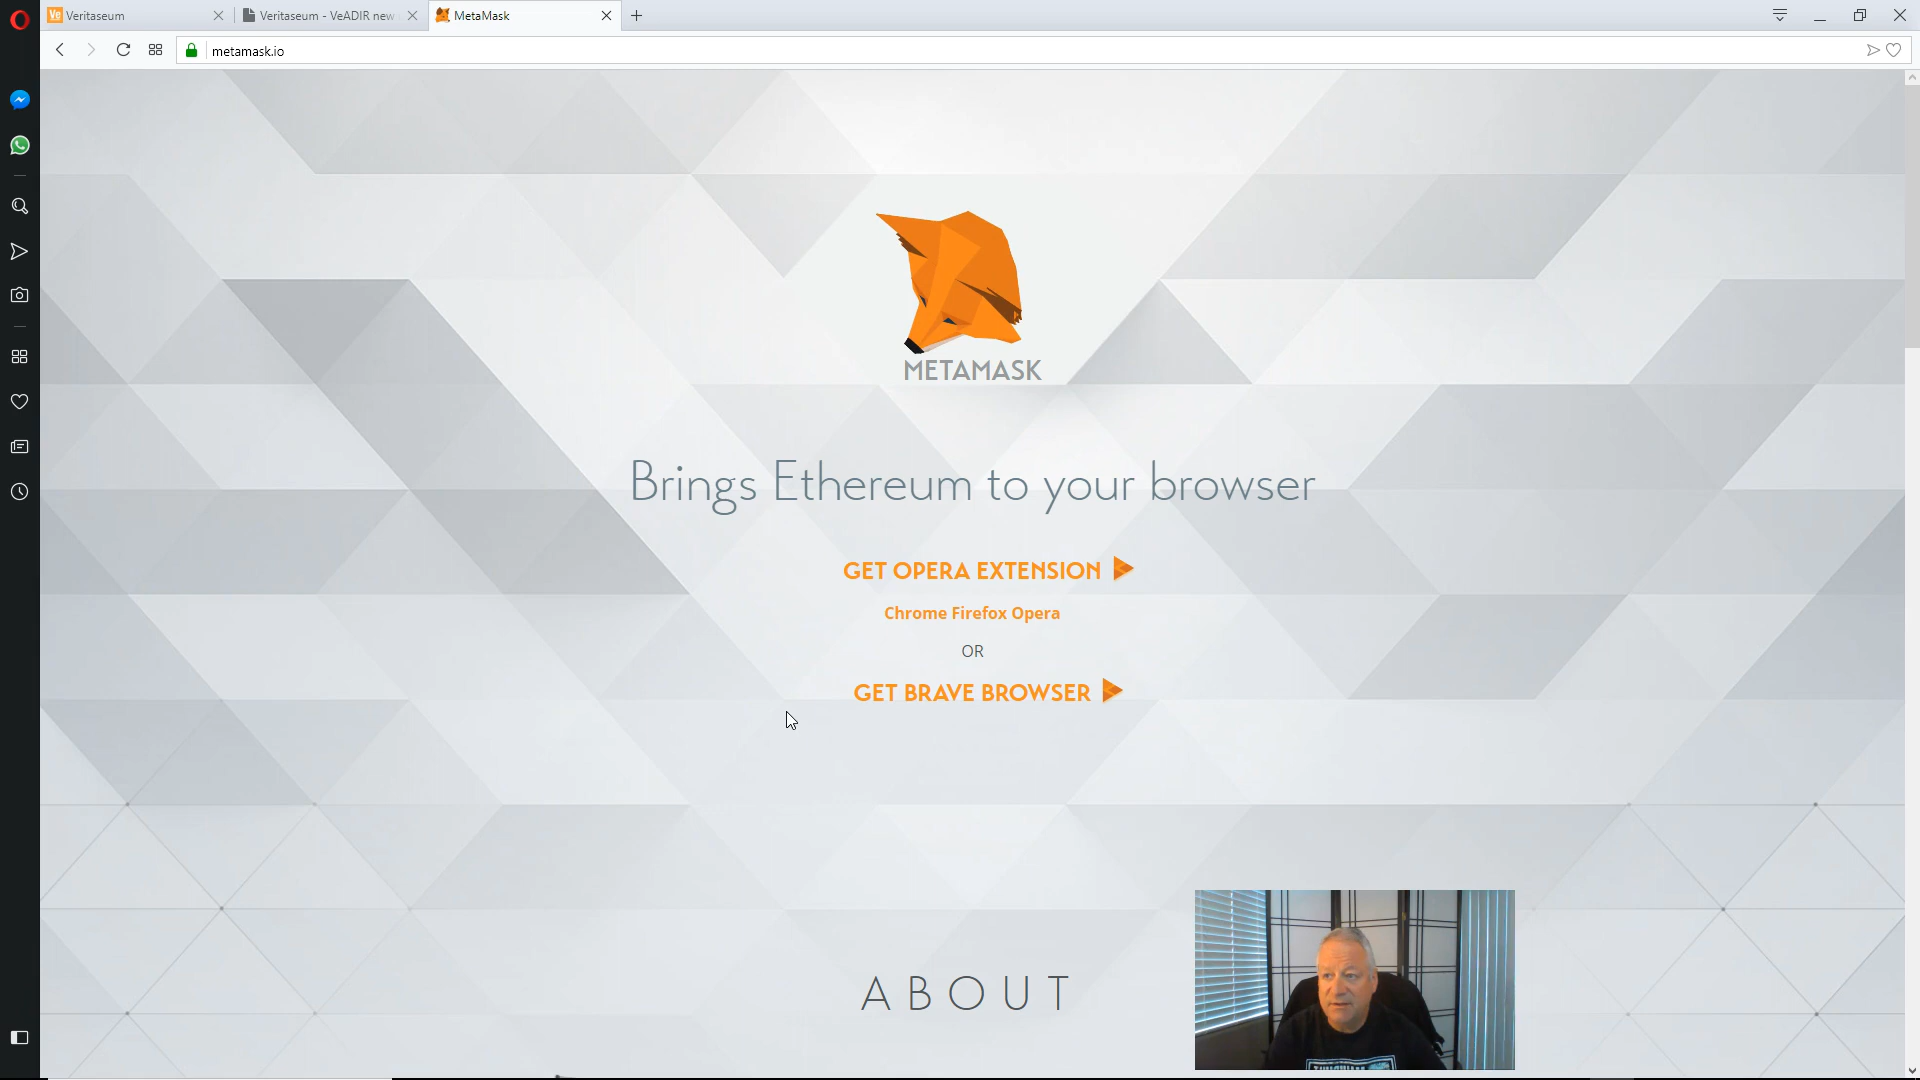 Veritaseum
Veritaseum - VeADIR new
MetaMask
metamask.io
METAMASK
Brings Ethereum to your browser
GET OPERA EXTENSION
Chrome Firefox Opera
OR
GET BRAVE BROWSER
ABOUT